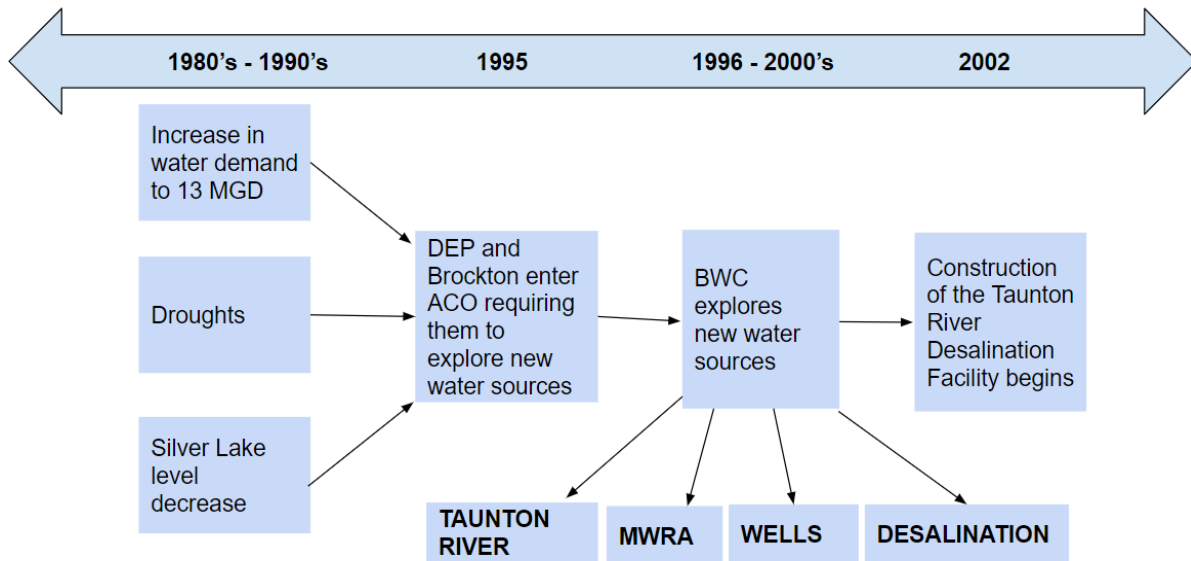 1980's - 1990's
1995
1996 - 2000's
2002
Increase in
water demand
to 13 MGD
Droughts
Silver Lake
level
decrease
DEP and
Brockton enter
ACO requiring
them to
explore new
water sources
BWC
explores
new water
sources
Construction
of the Taunton
River
Desalination
Facility begins
TAUNTON
RIVER
MWRA
WELLS
DESALINATION